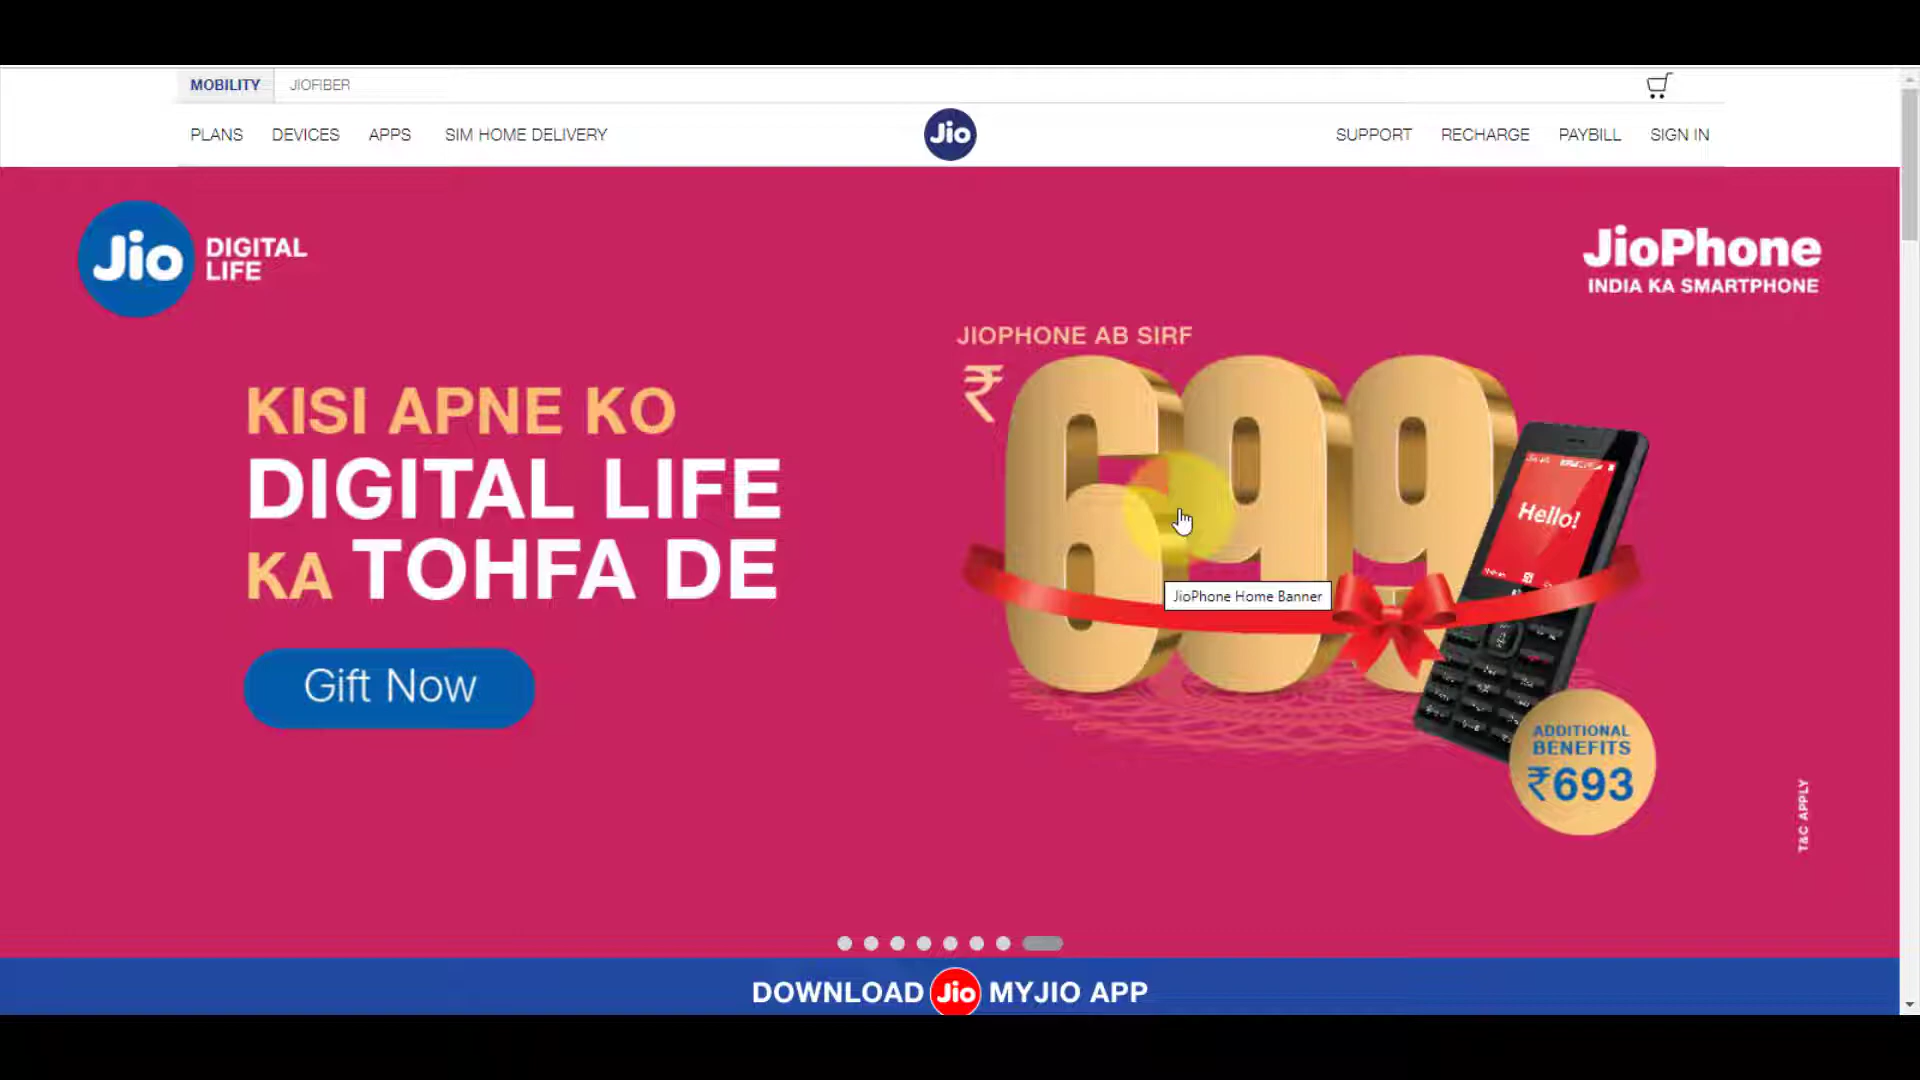 MOBILITY JIOFIBER
PLANS DEVICES APPS SIM HOME DELIVERY Jio SUPPORT RECHARGE PAYBILL SIGN IN
Jio DIGITAL
LIFE
JioPhone
INDIA KA SMARTPHONE
KISI APNE KO
DIGITAL LIFE
KA TOHFA DE
Gift Now
JIOPHONE AB SIRF
₹699
Hello!
JioPhone Home Banner
ADDITIONAL
BENEFITS
₹693
T&C APPLY
DOWNLOAD Jio MYJIO APP